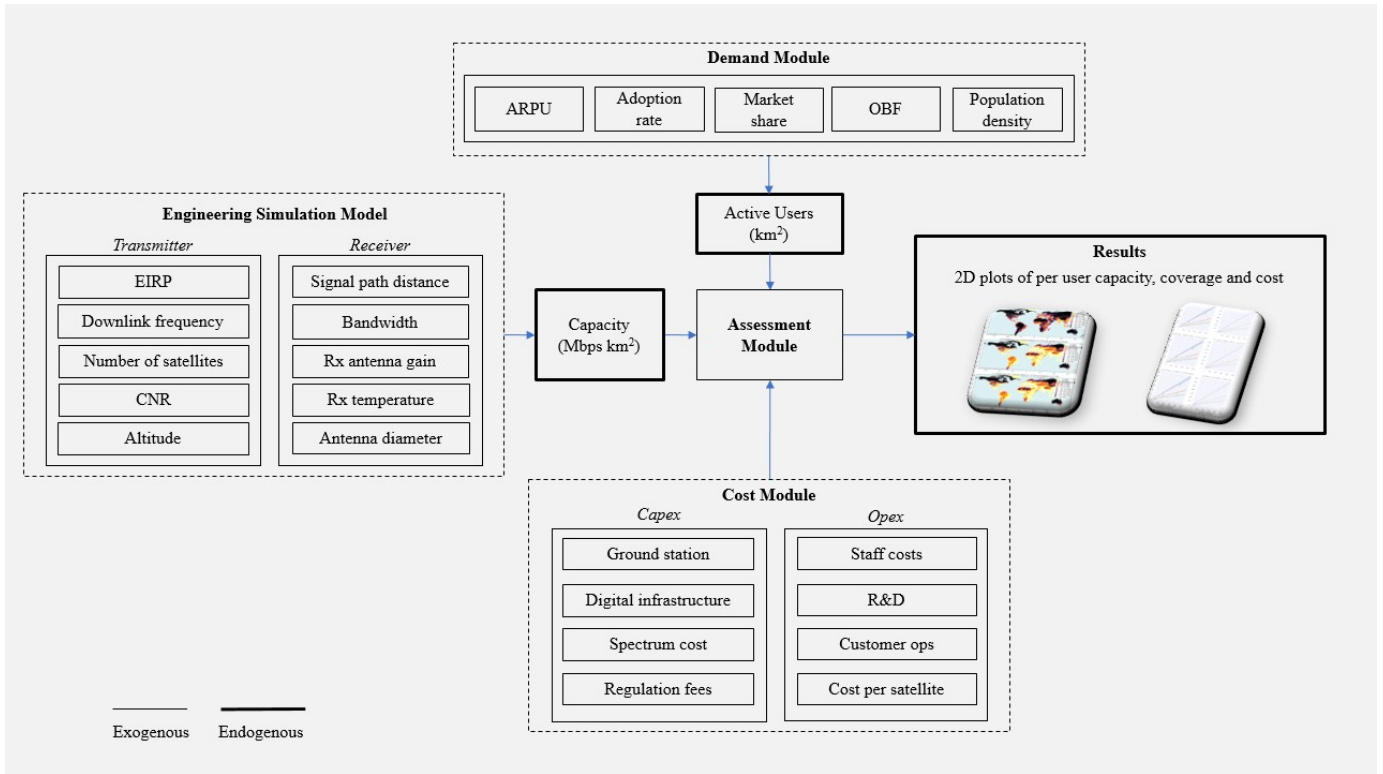 Demand Module
ARPU
Adoption
rate
Market
share
OBF
Population
density
Engineering Simulation Model
Transmitter
EIRP
Downlink frequency
Number of satellites
CNR
Altitude
Receiver
Signal path distance
Bandwidth
Rx antenna gain
Rx temperature
Antenna diameter
Active Users
(km²)
Capacity
(Mbps km²)
Assessment
Module
Results
2D plots of per user capacity, coverage and cost
Cost Module
Capex
Ground station
Digital infrastructure
Spectrum cost
Regulation fees
Opex
Staff costs
R&D
Customer ops
Cost per satellite
Exogenous
Endogenous